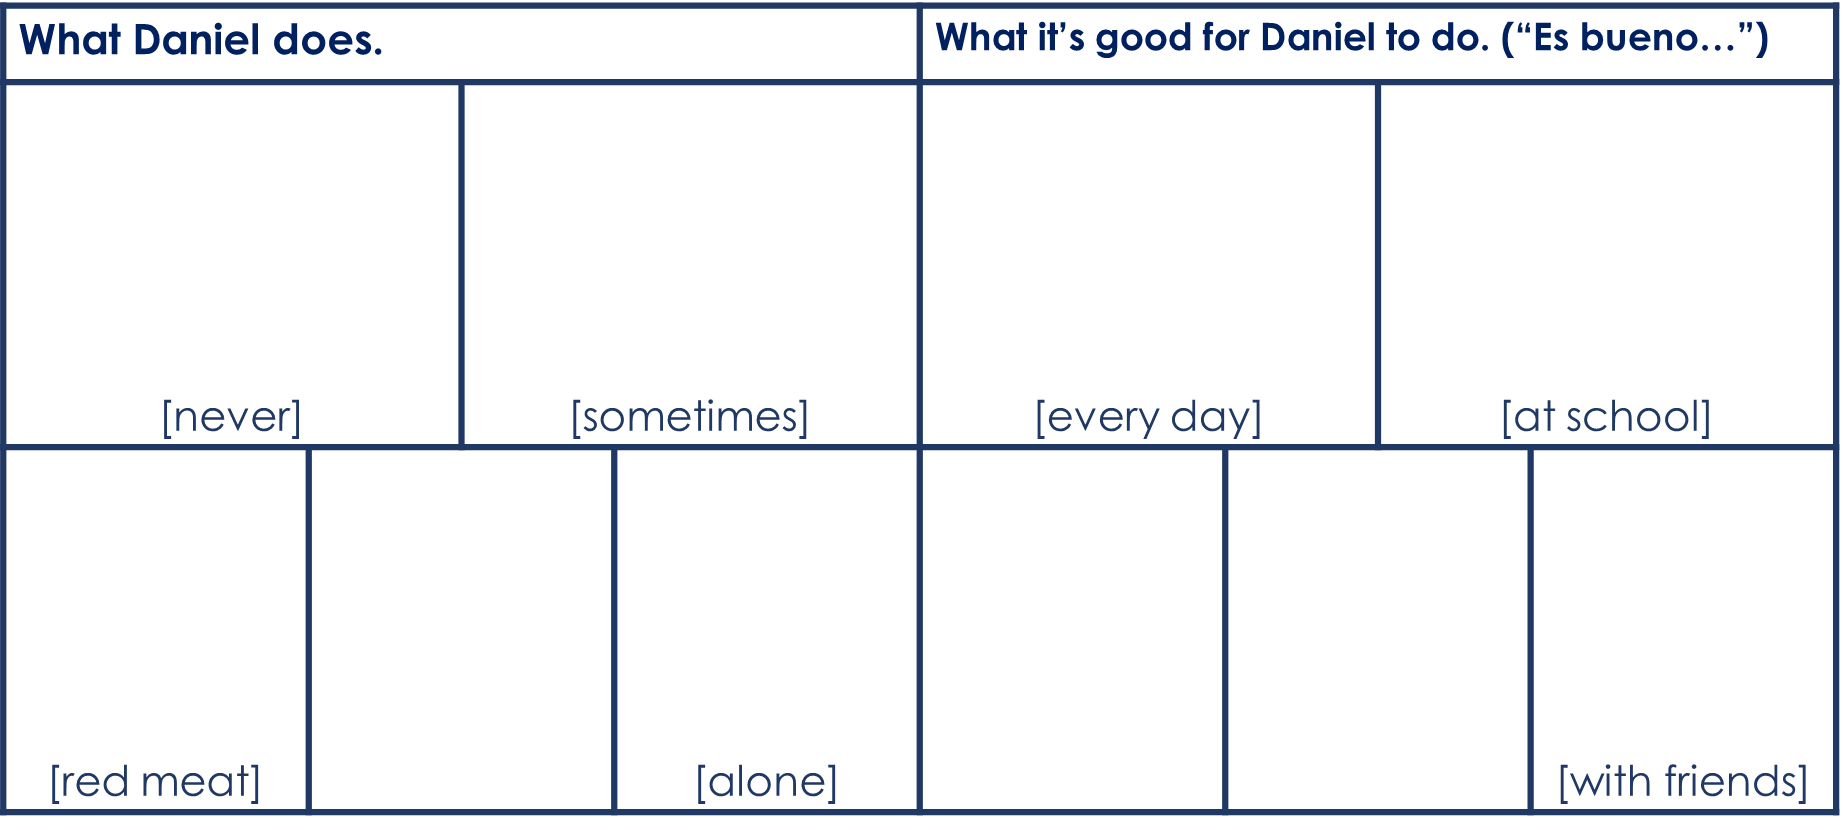 What Daniel does.
What it’s good for Daniel to do. (“Es bueno…”)
[never]
[sometimes]
[every day]
[at school]
[red meat]
[alone]
[with friends]